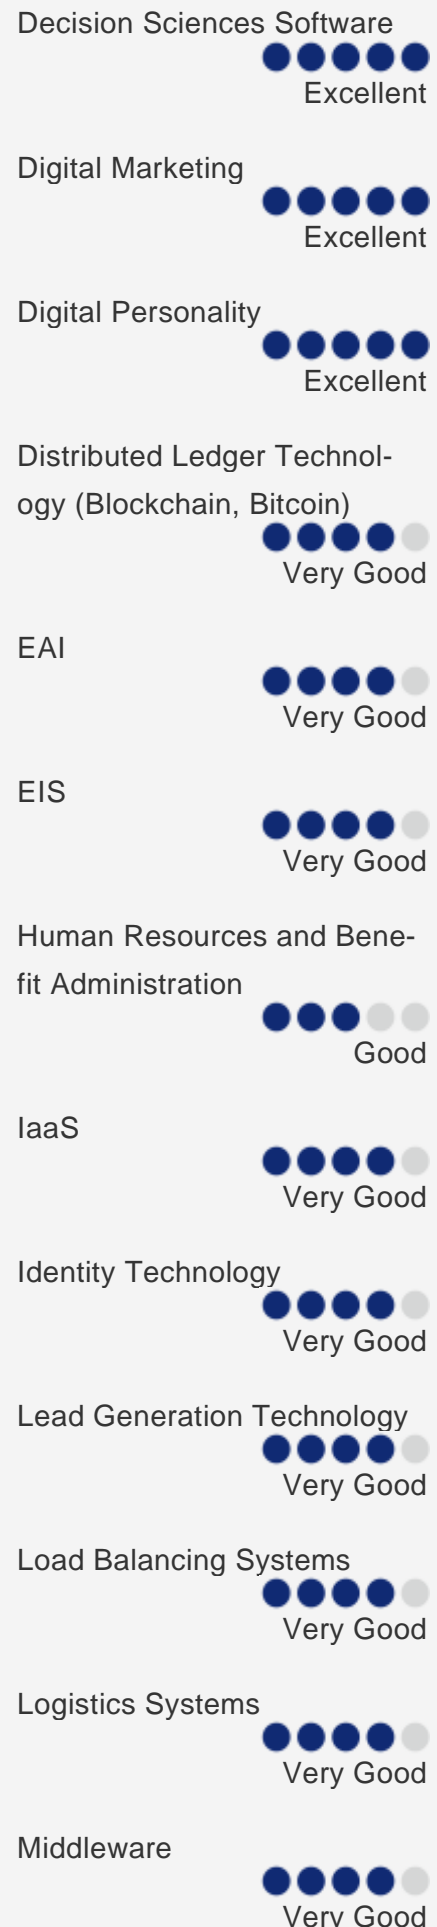 Decision Sciences Software
Excellent
Digital Marketing
Excellent
Digital Personality
Excellent
Distributed Ledger Technol-
ogy (Blockchain, Bitcoin)
Very Good
EAI
Very Good
EIS
Very Good
Human Resources and Bene-
fit Administration
Good
IaaS
Very Good
Identity Technology
Very Good
Lead Generation Technology
Very Good
Load Balancing Systems
Very Good
Logistics Systems
Very Good
Middleware
Very Good